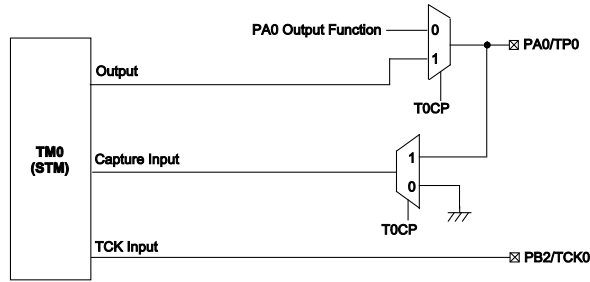 PA0 Output Function
0
1
PA0/TP0
Output
T0CP
TM0
(STM)
Capture Input
1
0
T0CP
TCK Input
PB2/TCK0